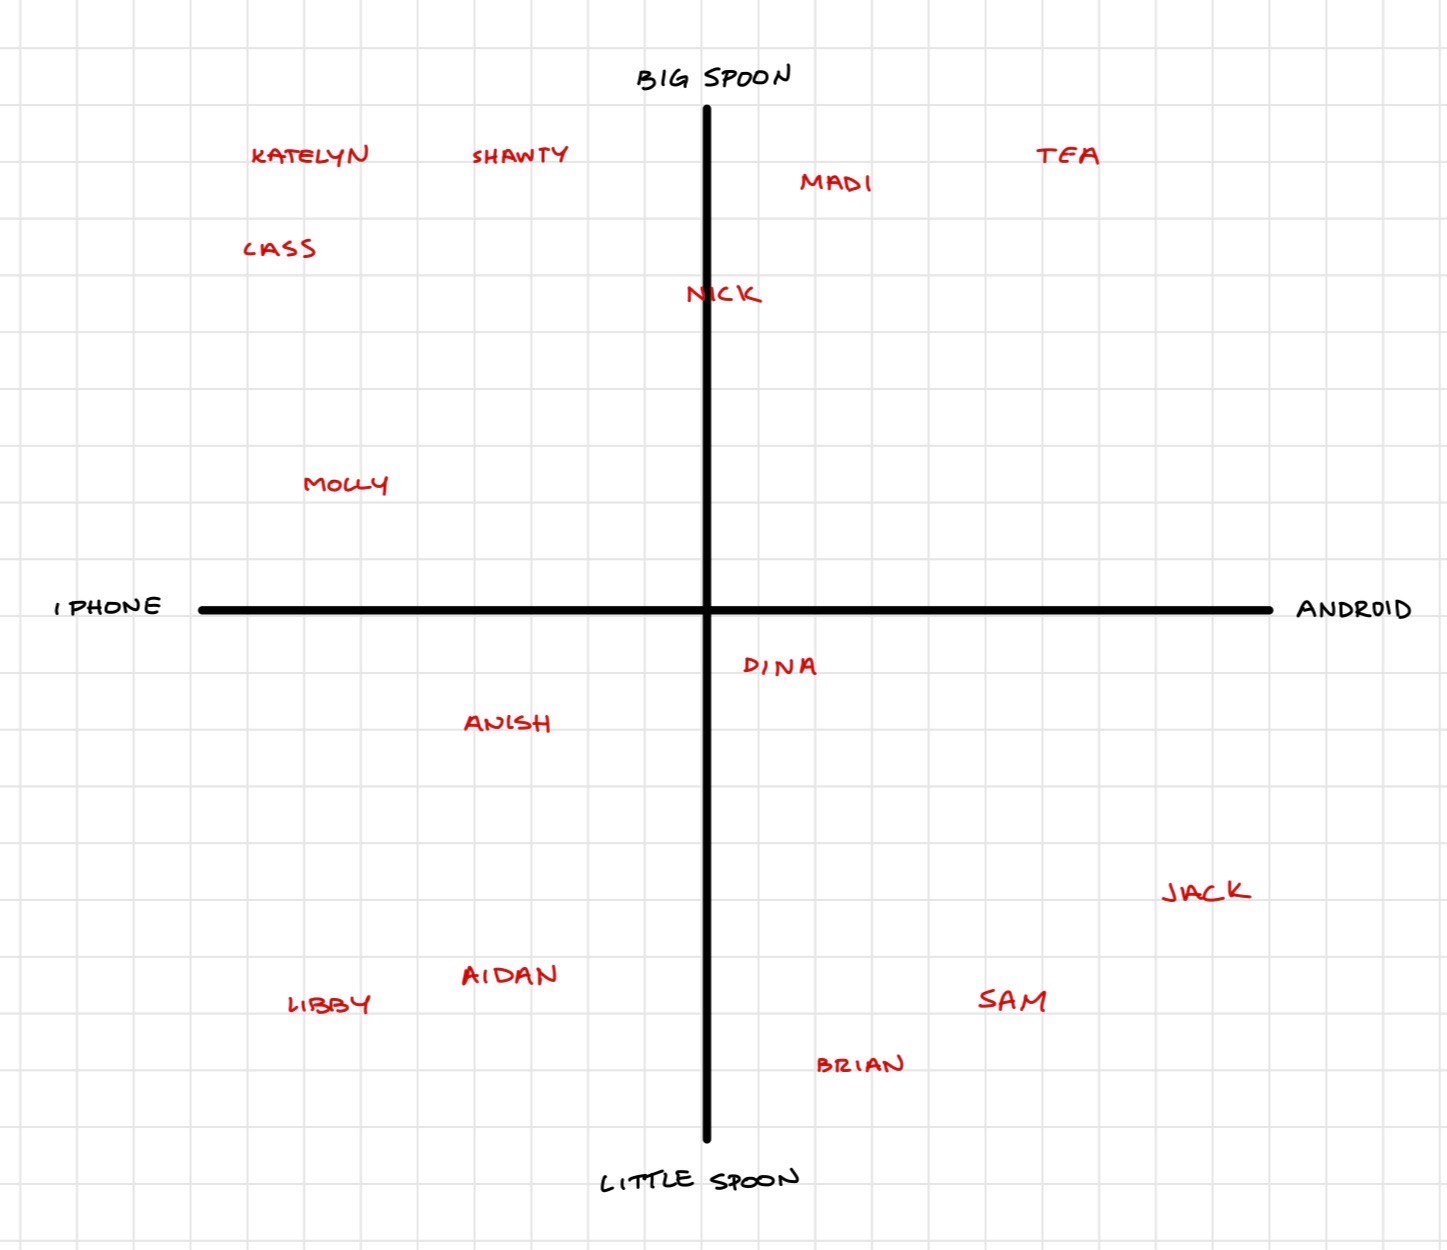 BIG SPOON
KATELYN SHAWTY TEA
MADI
CASS
NICK
MOLLY
IPHONE ANDROID
DINA
ANISH
JACK
AIDAN
LIBBY SAM
BRIAN
LITTLE SPOON